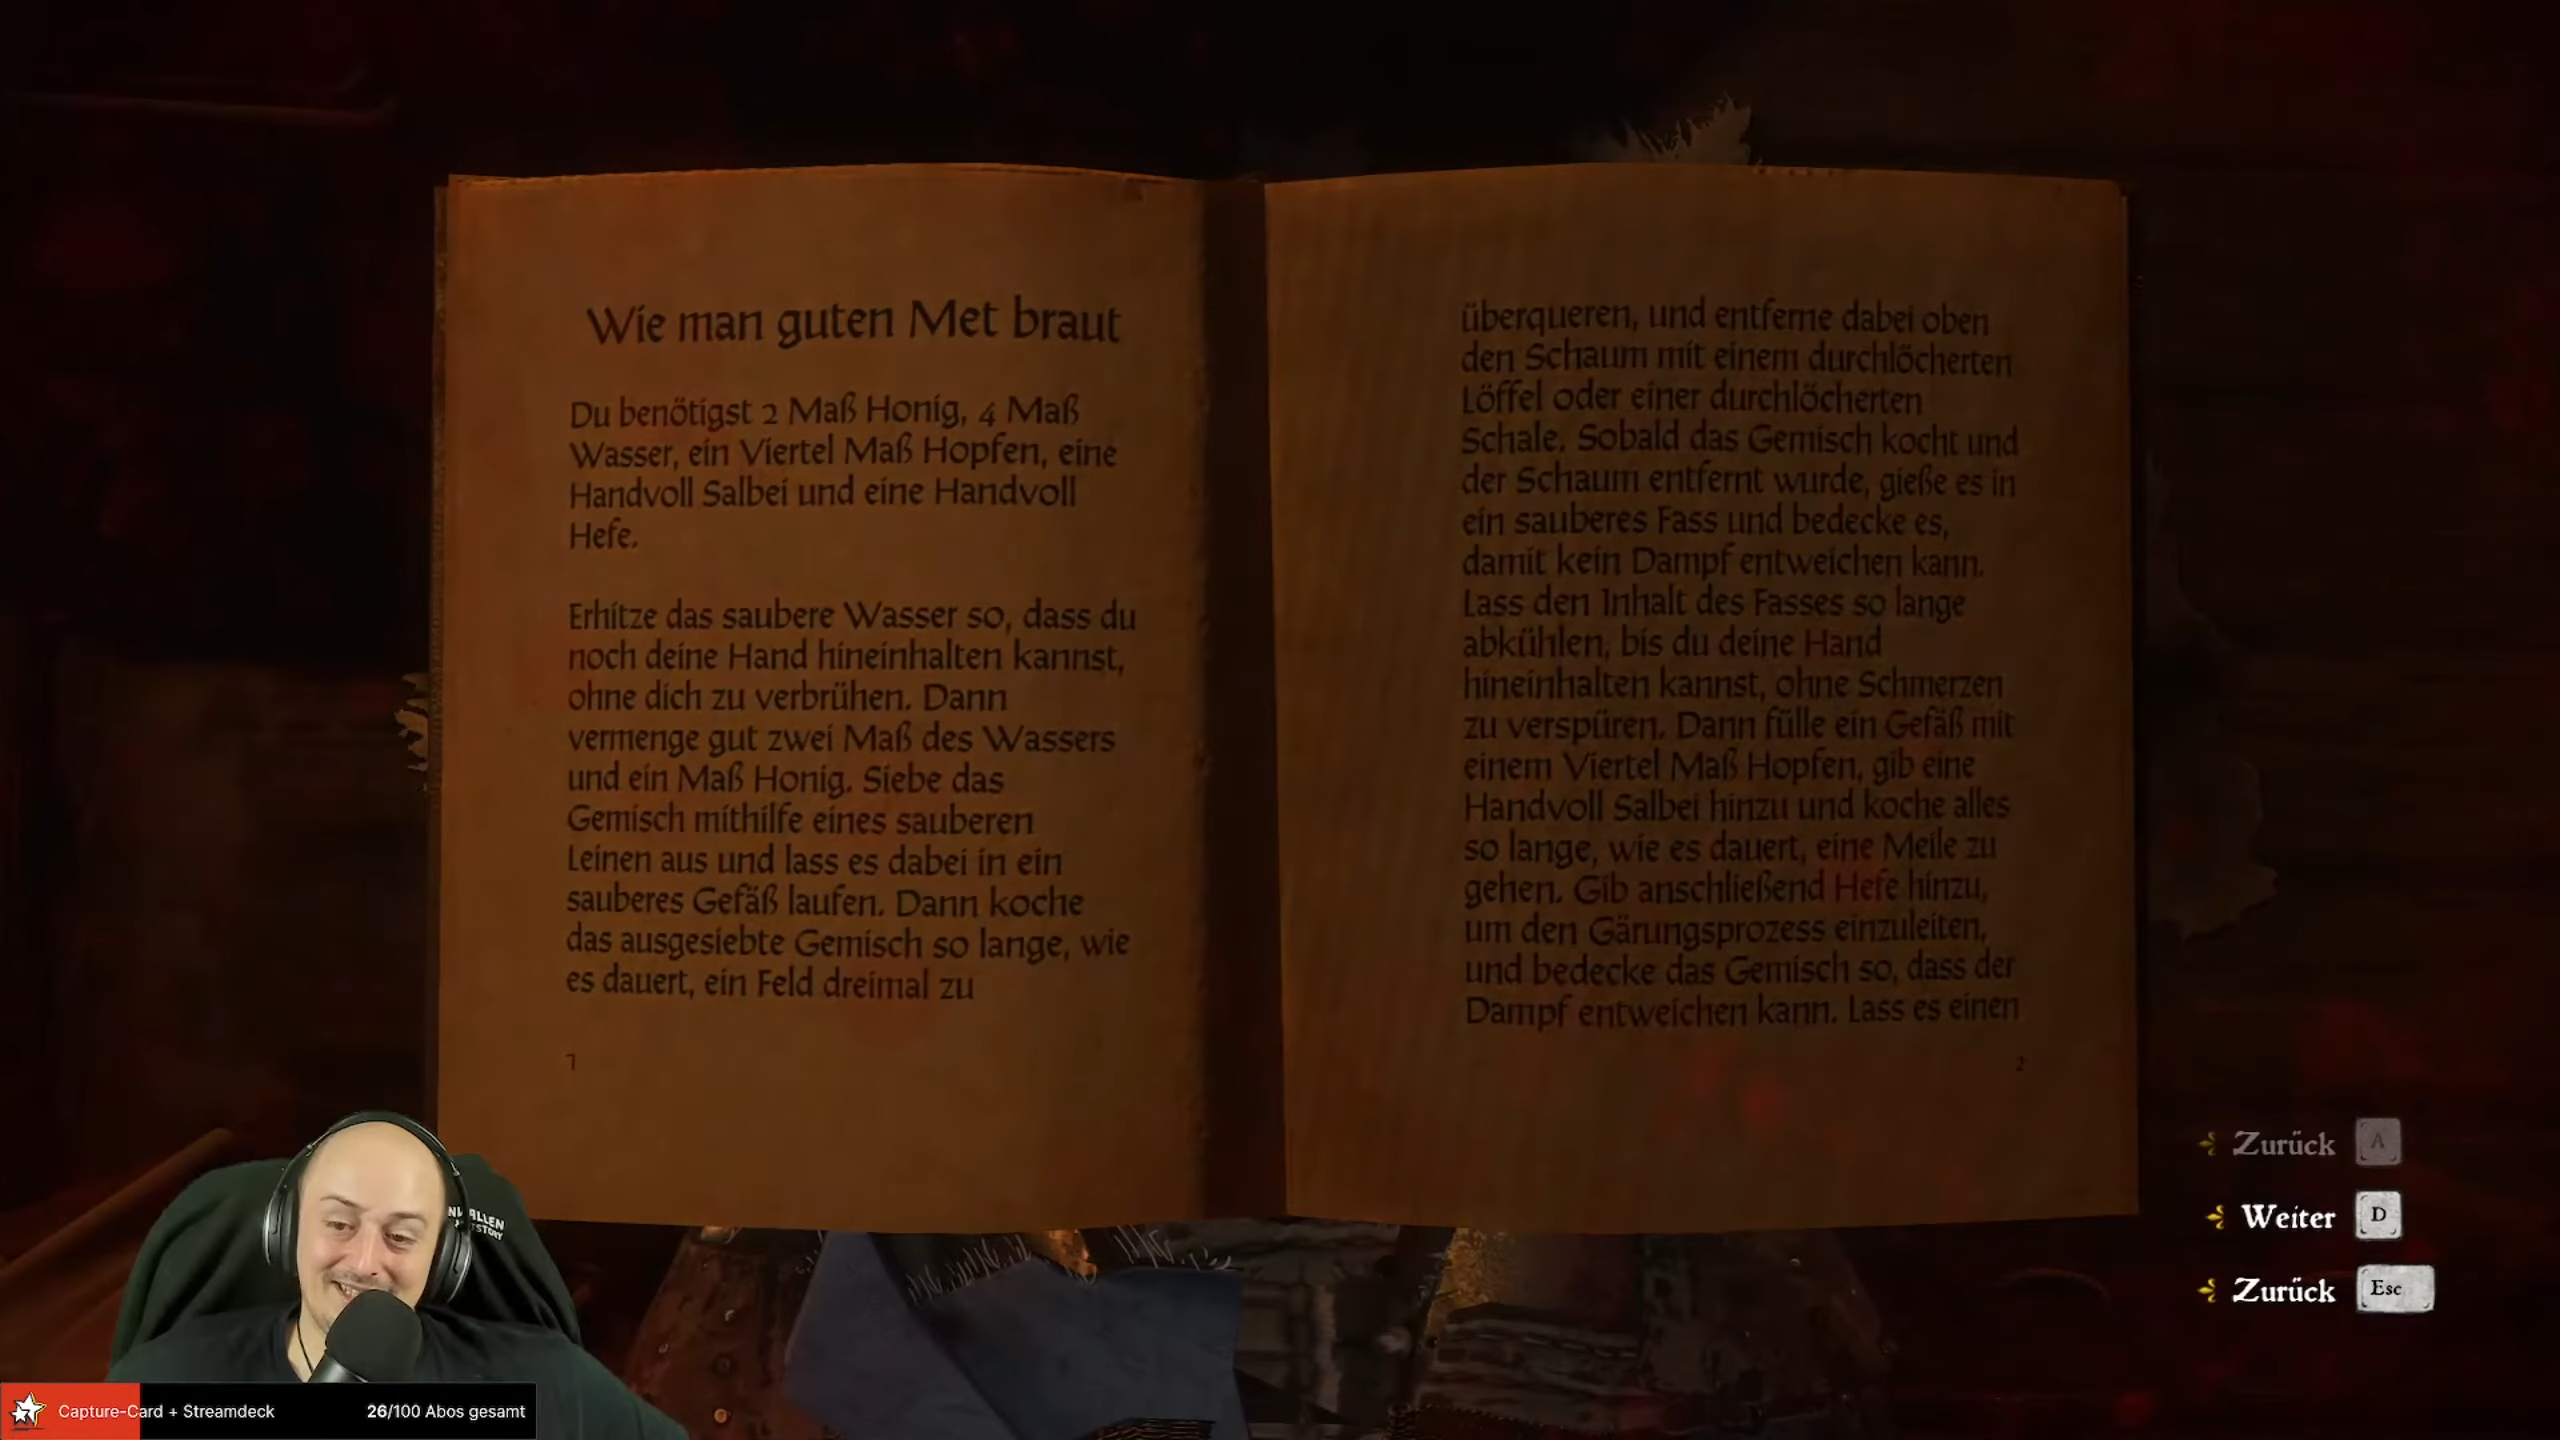 Wie man guten Met braut
Du benötigst 2 Maß Honig, 4 Maß
Wasser, ein Viertel Maß Hopfen, eine
Handvoll Salbei und eine Handvoll
Hefe.
Erhitze das saubere Wasser so, dass du
noch deine Hand hineinhalten kannst,
ohne dich zu verbrühen. Dann
vermenge gut zwei Maß des Wassers
und ein Maß Honig. Siebe das
Gemisch mithilfe eines sauberen
Leinen aus und lass es dabei in ein
sauberes Gefäß laufen. Dann koche
das ausgesiebte Gemisch so lange, wie
es dauert, ein Feld dreimal zu
1
überqueren, und entferne dabei oben
den Schaum mit einem durchlöcherten
Löffel oder einer durchlöcherten
Schale. Sobald das Gemisch kocht und
der Schaum entfernt wurde, gieße es in
ein sauberes Fass und bedecke es,
damit kein Dampf entweichen kann.
Lass den Inhalt des Fasses so lange
abkühlen, bis du deine Hand
hineinhalten kannst, ohne Schmerzen
zu verspüren. Dann fülle ein Gefäß mit
einem Viertel Maß Hopfen, gib eine
Handvoll Salbei hinzu und koche alles
so lange, wie es dauert, eine Meile zu
gehen. Gib anschließend Hefe hinzu,
um den Gärungsprozess einzuleiten,
und bedecke das Gemisch so, dass der
Dampf entweichen kann. Lass es einen
2
Zurück A
Weiter D
Zurück Esc
Capture-Card + Streamdeck 26/100 Abos gesamt